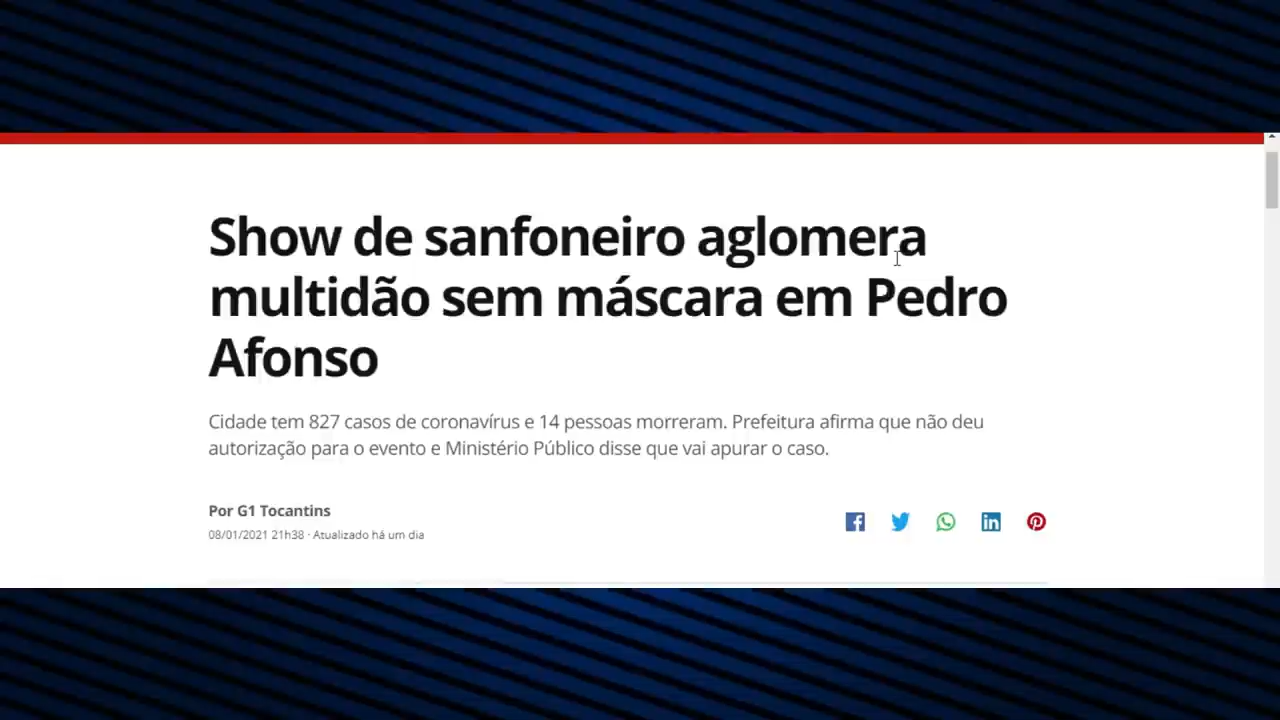 Show de sanfoneiro aglomera
multidão sem máscara em Pedro
Afonso
Cidade tem 827 casos de coronavírus e 14 pessoas morreram. Prefeitura afirma que não deu
autorização para o evento e Ministério Público disse que vai apurar o caso.
Por G1 Tocantins
08/01/2021 21h38 · Atualizado há um dia